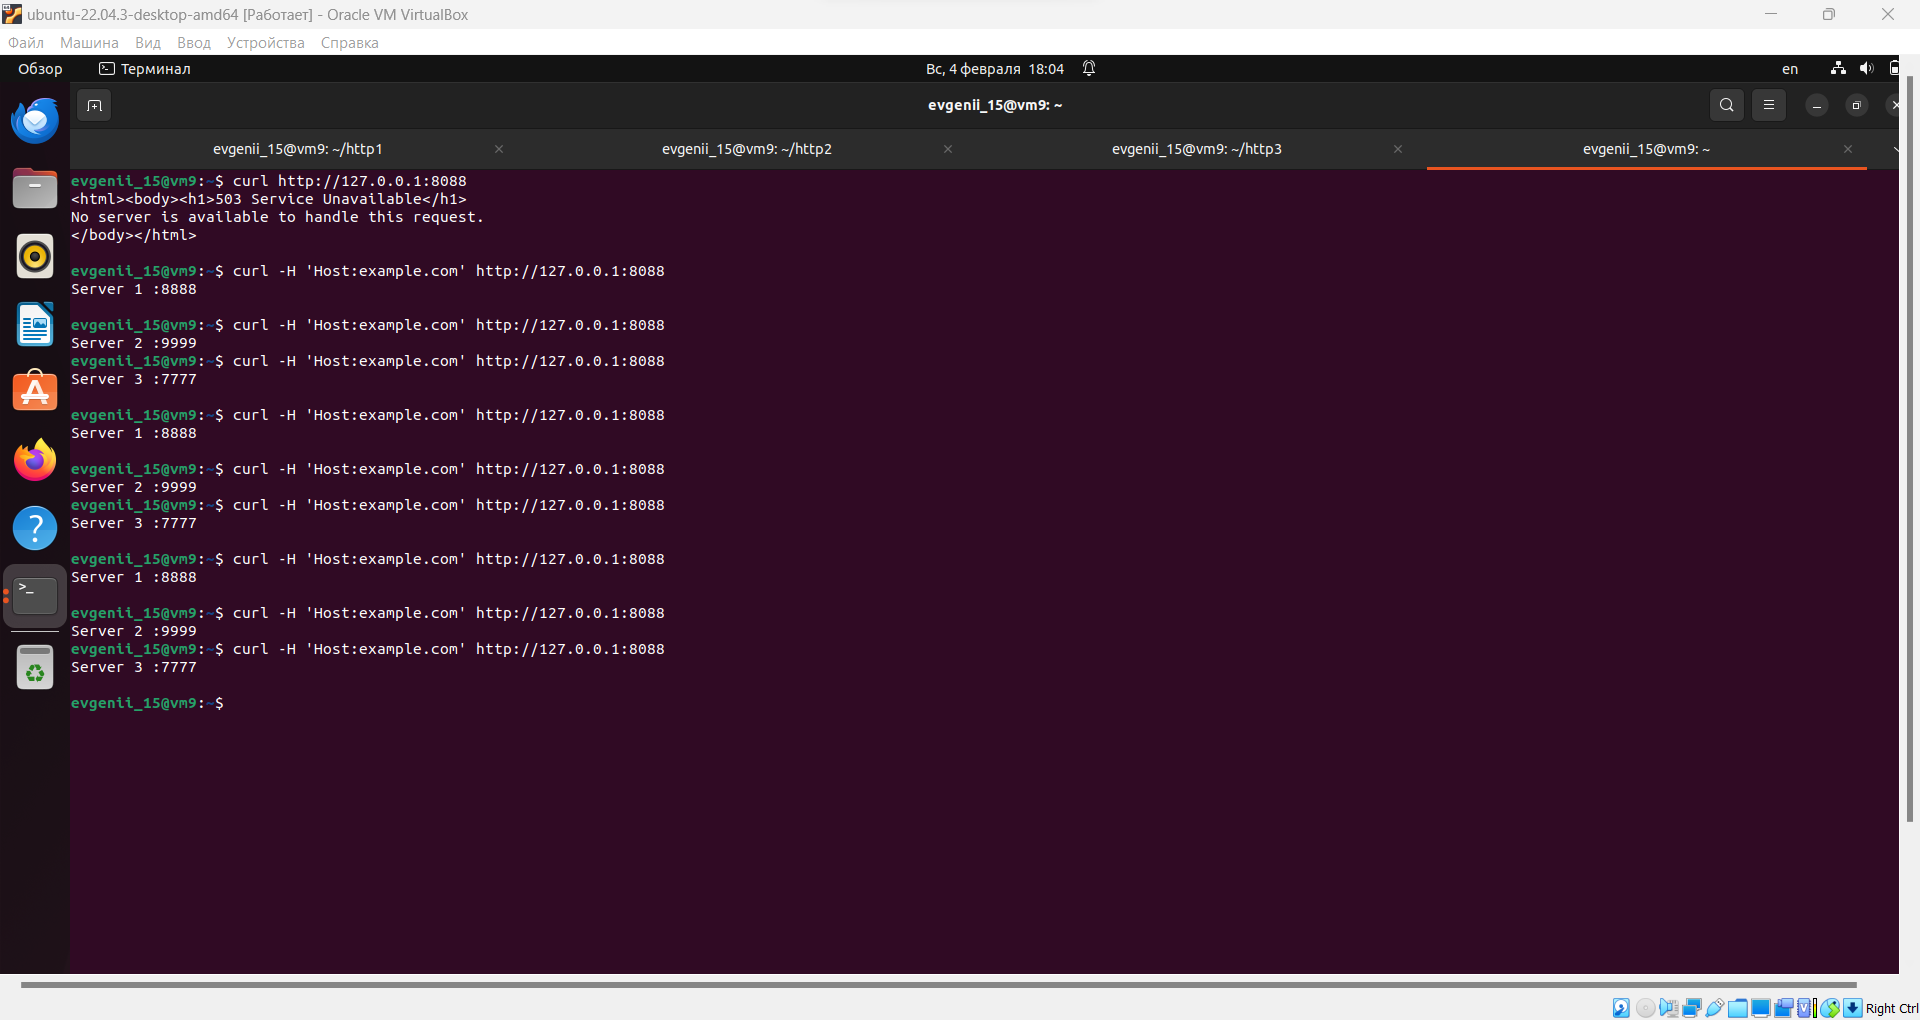 ubuntu-22.04.3-desktop-amd64 [Работает] - Oracle VM VirtualBox
Файл Машина Вид Ввод Устройства Справка
Обзор Терминал Вс, 4 февраля 18:04 en
evgenii_15@vm9: ~
evgenii_15@vm9: ~/http1 evgenii_15@vm9: ~/http2 evgenii_15@vm9: ~/http3 evgenii_15@vm9: ~
evgenii_15@vm9:~$ curl http://127.0.0.1:8088
<html><body><h1>503 Service Unavailable</h1>
No server is available to handle this request.
</body></html>
evgenii_15@vm9:~$ curl -H 'Host:example.com' http://127.0.0.1:8088
Server 1 :8888
evgenii_15@vm9:~$ curl -H 'Host:example.com' http://127.0.0.1:8088
Server 2 :9999
evgenii_15@vm9:~$ curl -H 'Host:example.com' http://127.0.0.1:8088
Server 3 :7777
evgenii_15@vm9:~$ curl -H 'Host:example.com' http://127.0.0.1:8088
Server 1 :8888
evgenii_15@vm9:~$ curl -H 'Host:example.com' http://127.0.0.1:8088
Server 2 :9999
evgenii_15@vm9:~$ curl -H 'Host:example.com' http://127.0.0.1:8088
Server 3 :7777
evgenii_15@vm9:~$ curl -H 'Host:example.com' http://127.0.0.1:8088
Server 1 :8888
evgenii_15@vm9:~$ curl -H 'Host:example.com' http://127.0.0.1:8088
Server 2 :9999
evgenii_15@vm9:~$ curl -H 'Host:example.com' http://127.0.0.1:8088
Server 3 :7777
evgenii_15@vm9:~$
Right Ctrl